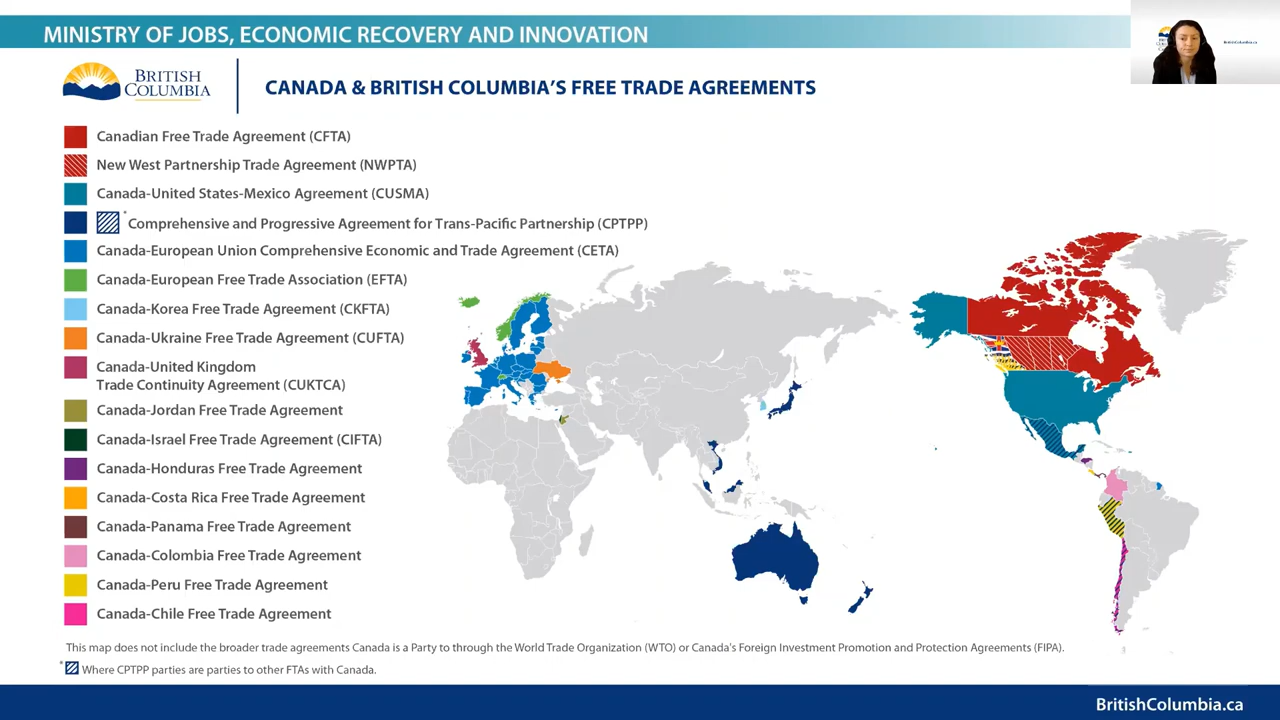 MINISTRY OF JOBS, ECONOMIC RECOVERY AND INNOVATION
BRITISH
COLUMBIA
CANADA & BRITISH COLUMBIA'S FREE TRADE AGREEMENTS
Canadian Free Trade Agreement (CFTA)
New West Partnership Trade Agreement (NWPTA)
Canada-United States-Mexico Agreement (CUSMA)
* Comprehensive and Progressive Agreement for Trans-Pacific Partnership (CPTPP)
Canada-European Union Comprehensive Economic and Trade Agreement (CETA)
Canada-European Free Trade Association (EFTA)
Canada-Korea Free Trade Agreement (CKFTA)
Canada-Ukraine Free Trade Agreement (CUFTA)
Canada-United Kingdom
Trade Continuity Agreement (CUKTCA)
Canada-Jordan Free Trade Agreement
Canada-Israel Free Trade Agreement (CIFTA)
Canada-Honduras Free Trade Agreement
Canada-Costa Rica Free Trade Agreement
Canada-Panama Free Trade Agreement
Canada-Colombia Free Trade Agreement
Canada-Peru Free Trade Agreement
Canada-Chile Free Trade Agreement
This map does not include the broader trade agreements Canada is a Party to through the World Trade Organization (WTO) or Canada's Foreign Investment Promotion and Protection Agreements (FIPA).
* Where CPTPP parties are parties to other FTAs with Canada.
BritishColumbia.ca